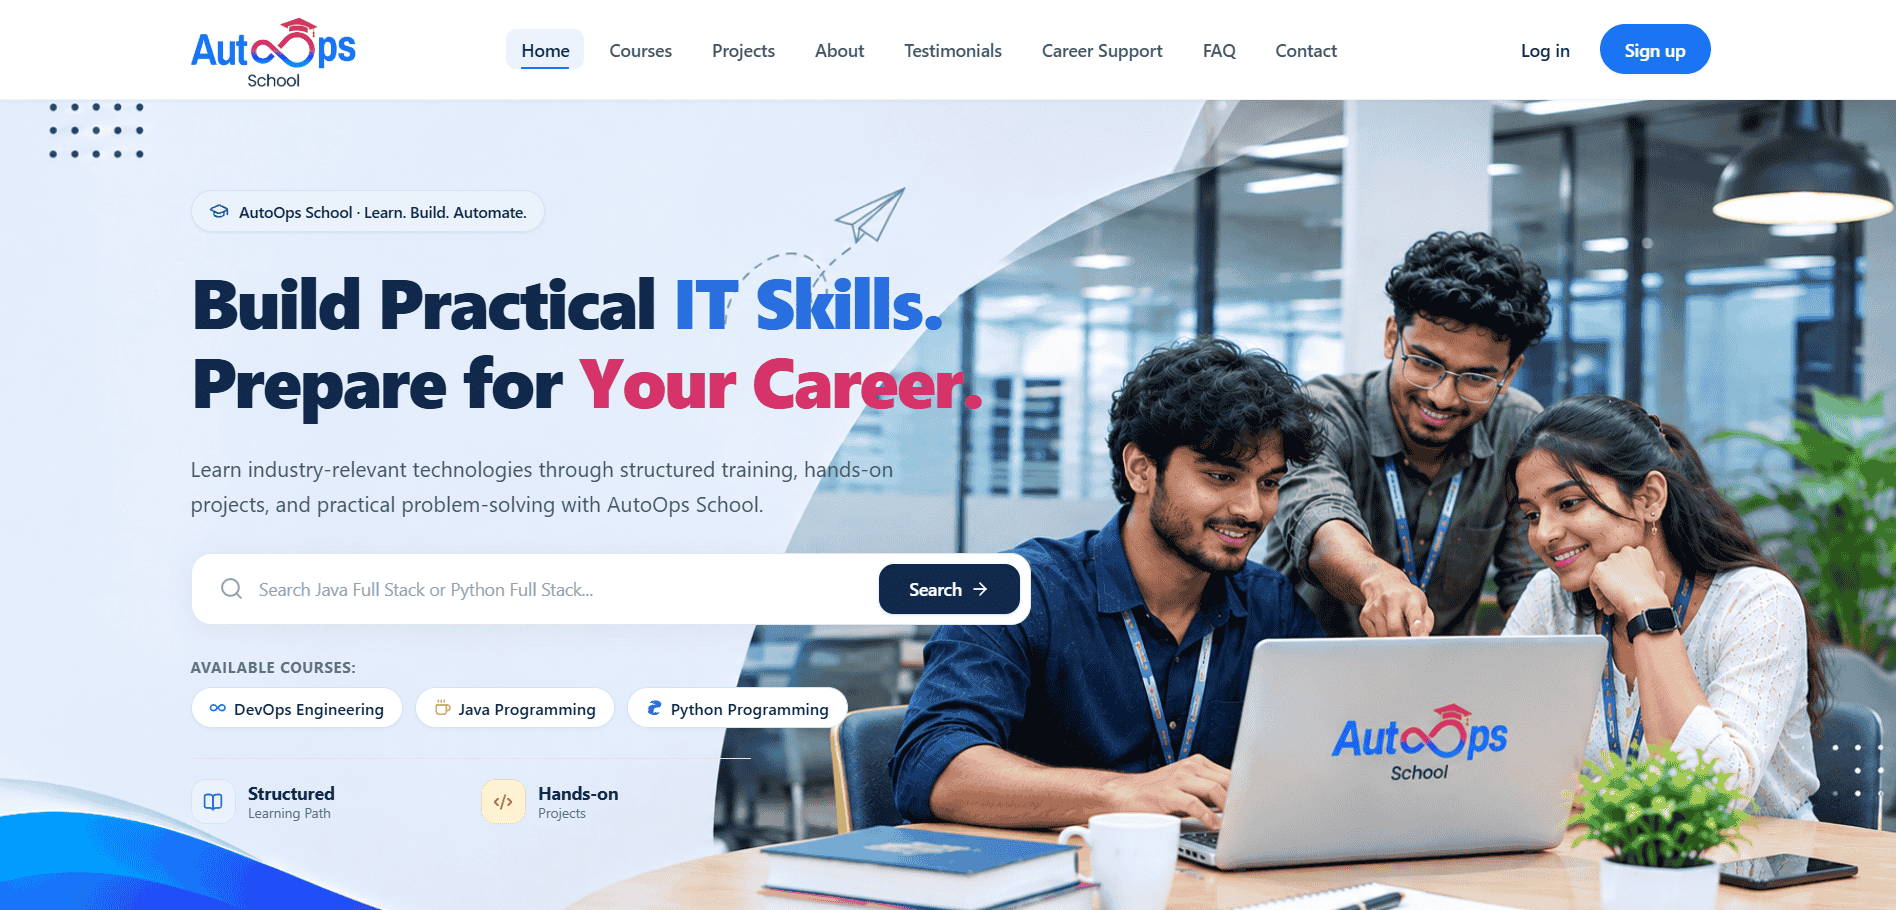 AutoOps
School
Home
Courses
Projects
About
Testimonials
Career Support
FAQ
Contact
Log in
Sign up
AutoOps School · Learn. Build. Automate.
Build Practical IT Skills.
Prepare for Your Career.
Learn industry-relevant technologies through structured training, hands-on
projects, and practical problem-solving with AutoOps School.
Search Java Full Stack or Python Full Stack...
Search
AVAILABLE COURSES:
DevOps Engineering
Java Programming
Python Programming
Structured
Learning Path
Hands-on
Projects
AutoOps
School